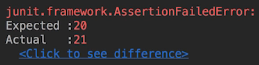 junit.framework.AssertionFailedError:
Expected :20
Actual   :21
<Click to see difference>